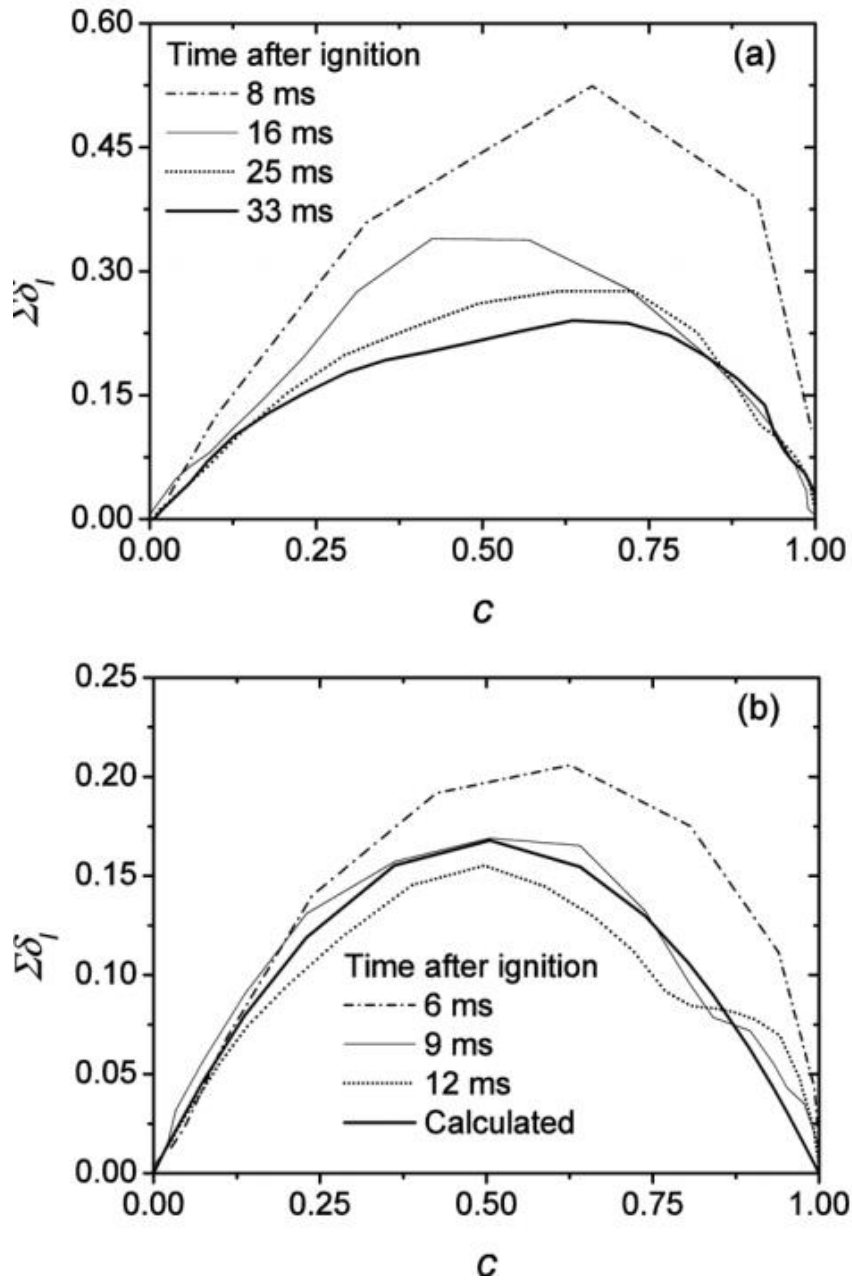 0.60
(a)
Time after ignition
8 ms
16 ms
25 ms
33 ms
0.45
0.30
0.15
0.00
Σδl
0.00 0.25 0.50 0.75 1.00
c
0.25
(b)
0.20
0.15
0.10
0.05
0.00
Σδl
Time after ignition
6 ms
9 ms
12 ms
Calculated
0.00 0.25 0.50 0.75 1.00
c